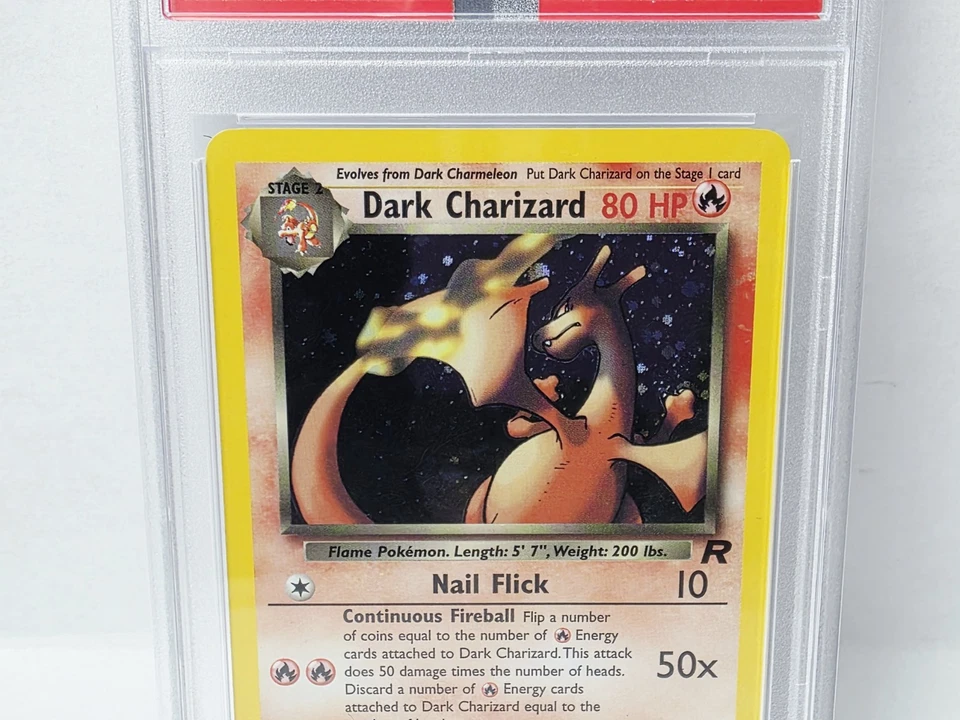 Evolves from Dark Charmeleon Put Dark Charizard on the Stage 1 card
STAGE 2
Dark Charizard 80 HP
Flame Pokémon. Length: 5' 7", Weight: 200 lbs.
R
Nail Flick 10
Continuous Fireball Flip a number
of coins equal to the number of Energy
cards attached to Dark Charizard. This attack
does 50 damage times the number of heads.
50x
Discard a number of Energy cards
attached to Dark Charizard equal to the